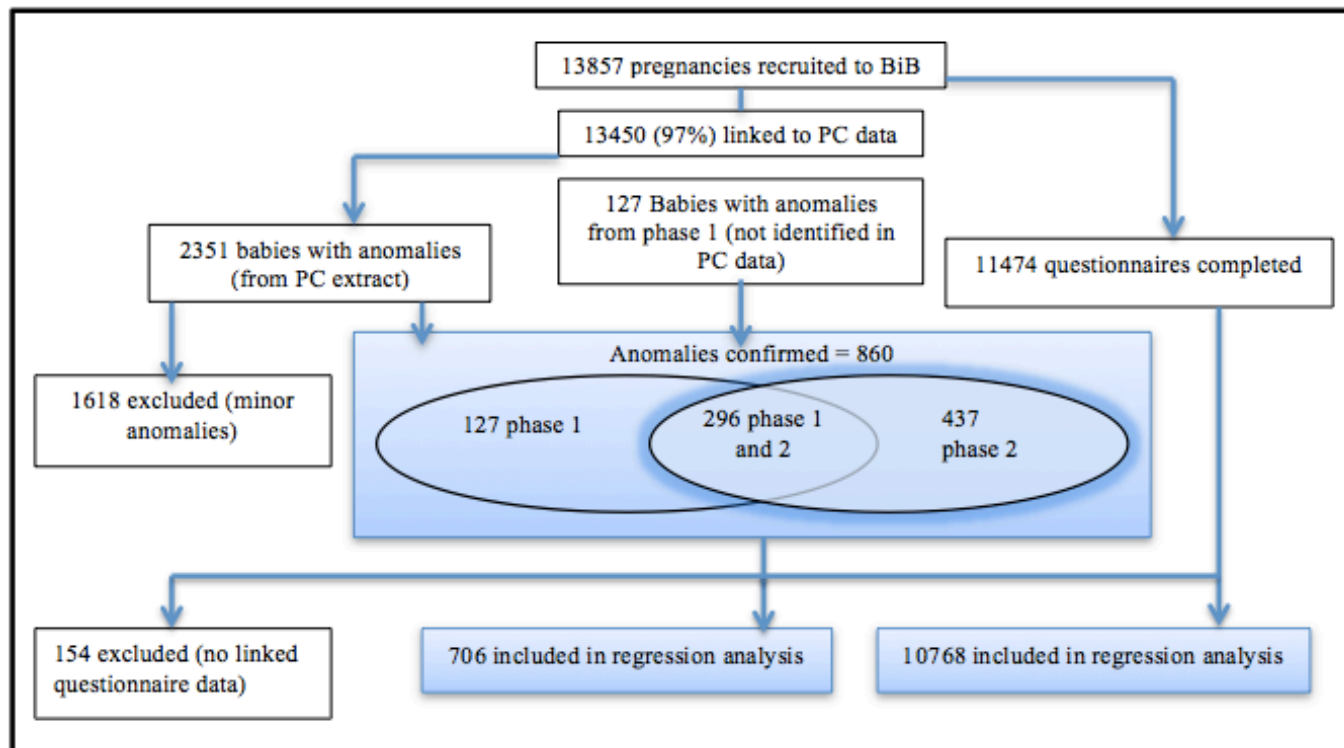 13857 pregnancies recruited to BiB
13450 (97%) linked to PC data
127 Babies with anomalies
from phase 1 (not identified in
PC data)
2351 babies with anomalies
(from PC extract)
11474 questionnaires completed
Anomalies confirmed = 860
1618 excluded (minor
anomalies)
127 phase 1
296 phase 1
and 2
437
phase 2
154 excluded (no linked
questionnaire data)
706 included in regression analysis
10768 included in regression analysis